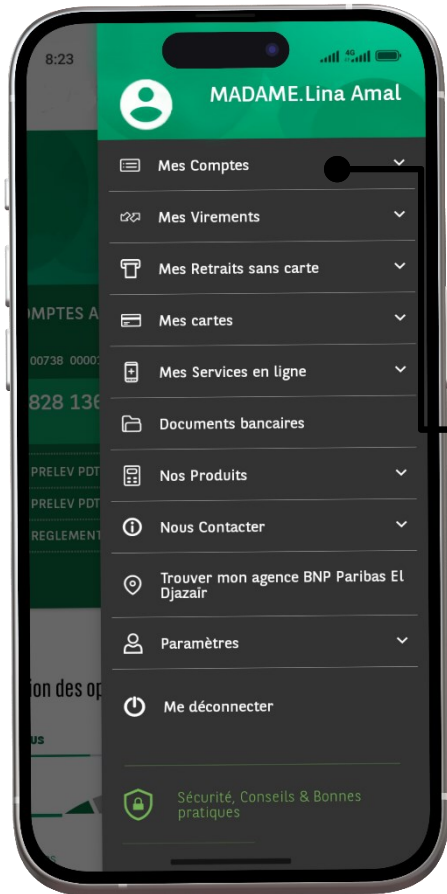 8:23
4G
MADAME.Lina Amal
Mes Comptes
Mes Virements
Mes Retraits sans carte
OMPTES A
Mes cartes
00738 0000
Mes Services en ligne
828 136
Documents bancaires
PRELEV PDT
Nos Produits
PRELEV PDT
Nous Contacter
REGLEMENT
Trouver mon agence BNP Paribas El
Djazair
Paramètres
ion des op
Me déconnecter
us
Sécurité, Conseils & Bonnes
pratiques